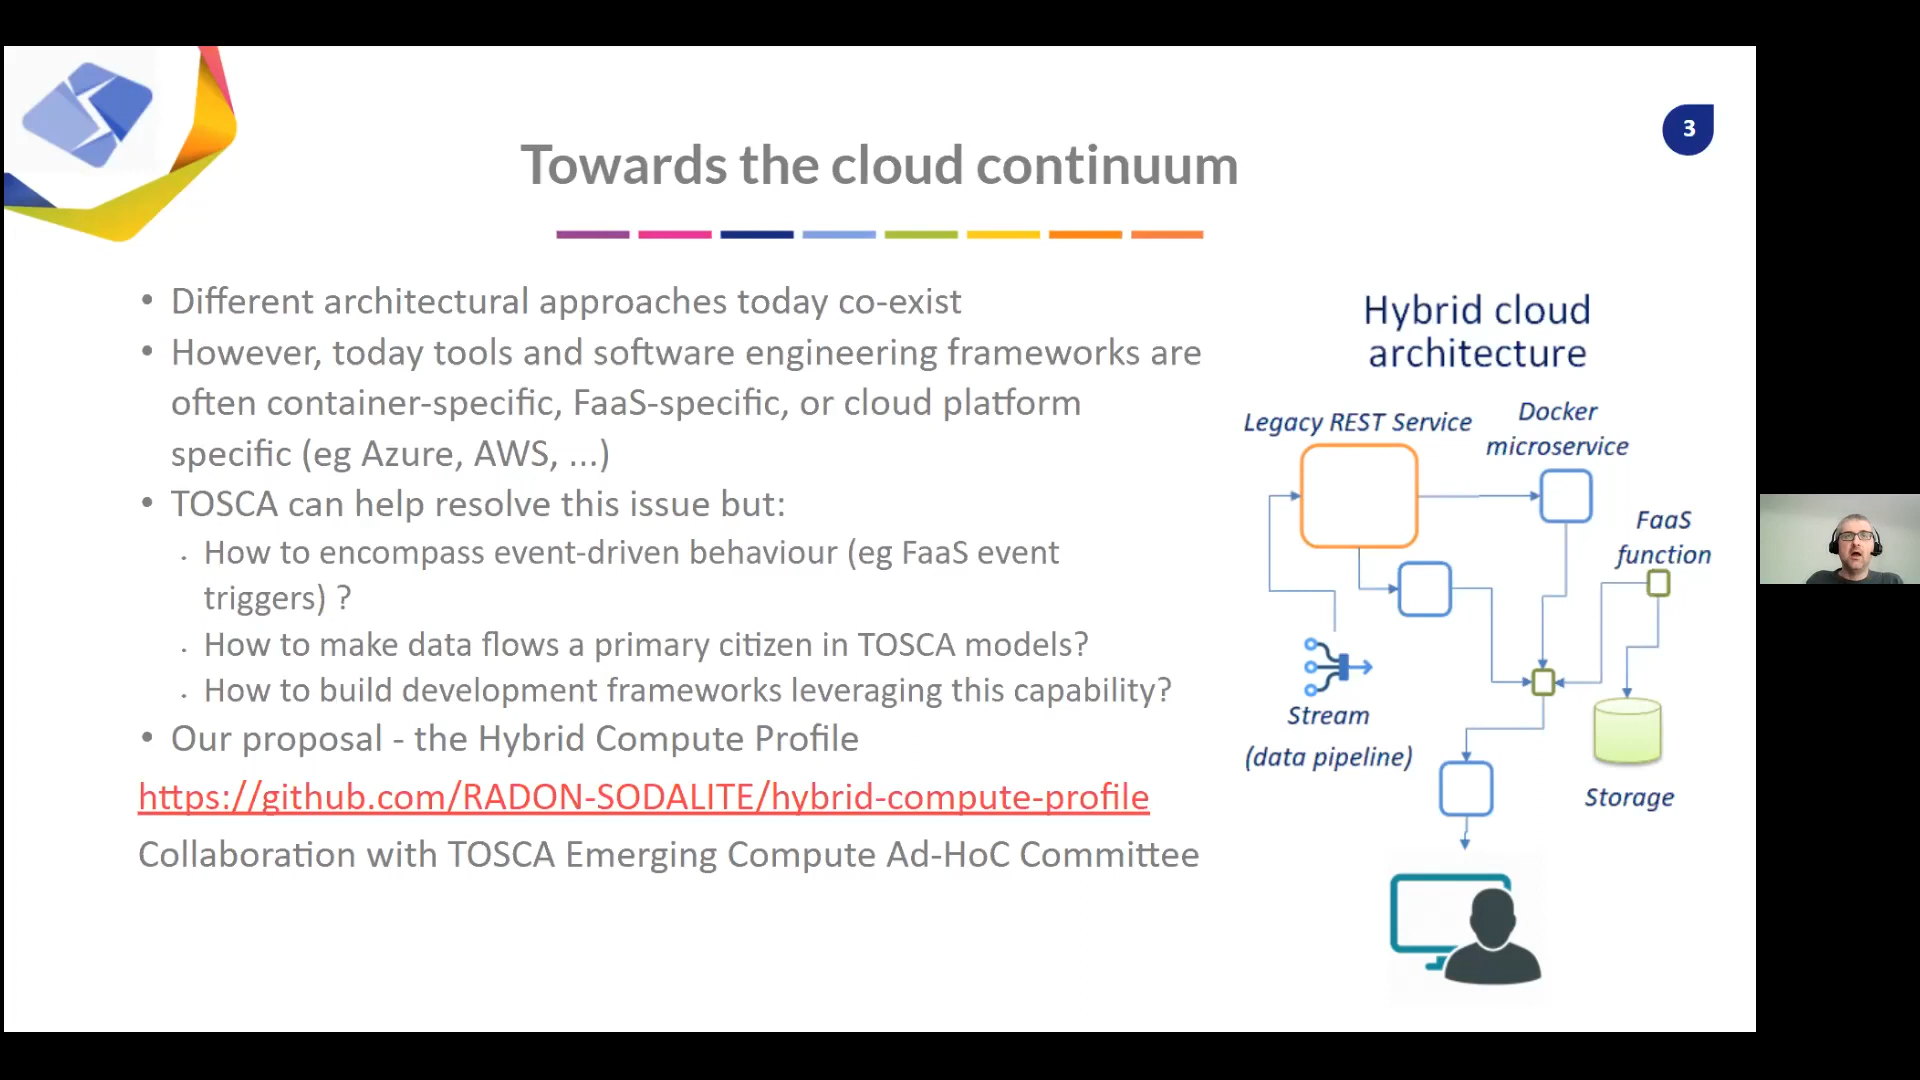 3
Towards the cloud continuum
• Different architectural approaches today co-exist
• However, today tools and software engineering frameworks are
often container-specific, FaaS-specific, or cloud platform
specific (eg Azure, AWS, ...)
• TOSCA can help resolve this issue but:
. How to encompass event-driven behaviour (eg FaaS event
triggers) ?
. How to make data flows a primary citizen in TOSCA models?
. How to build development frameworks leveraging this capability?
• Our proposal - the Hybrid Compute Profile
https://github.com/RADON-SODALITE/hybrid-compute-profile
Collaboration with TOSCA Emerging Compute Ad-HoC Committee
Hybrid cloud
architecture
Legacy REST Service
Docker
microservice
FaaS
function
Stream
(data pipeline)
Storage